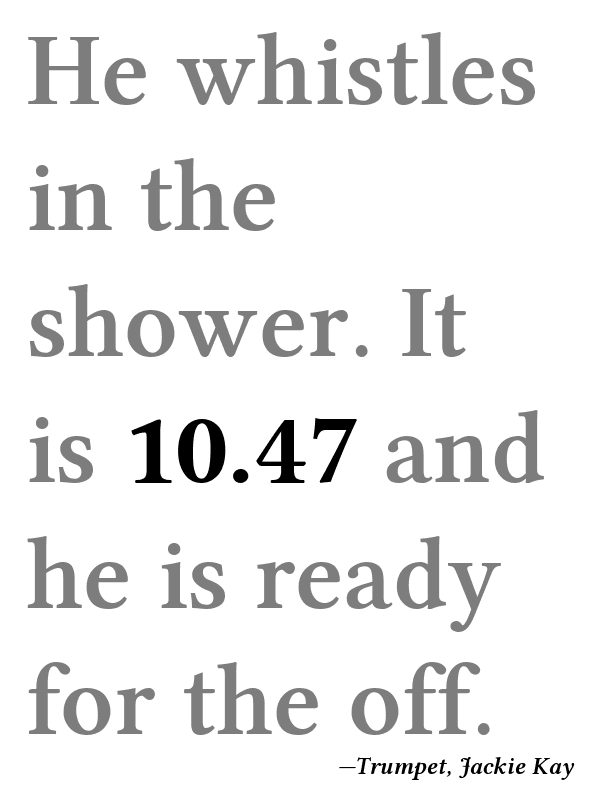 He whistles
in the
shower. It
is 10.47 and
he is ready
for the off.
—Trumpet, Jackie Kay